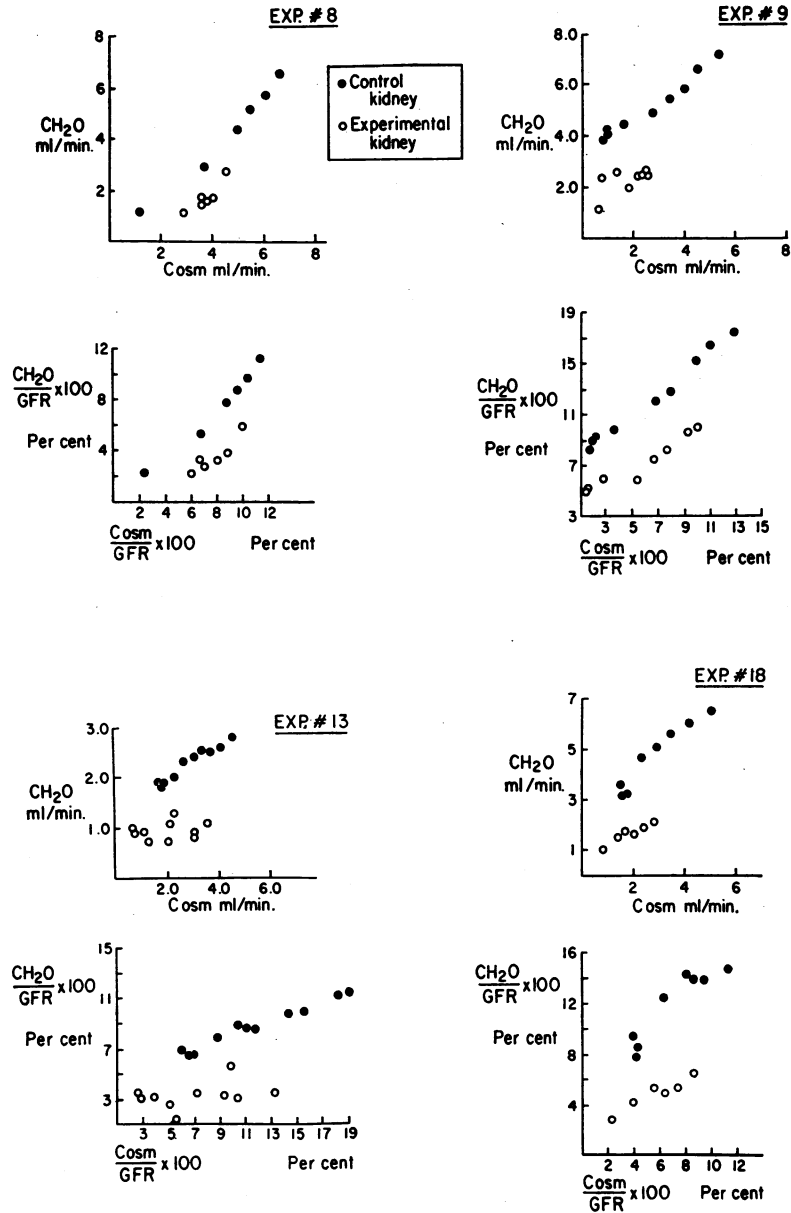 EXP. #8
8
6
CH2O
ml/min.
4
2
2 4 6 8
Cosm ml/min.
● Control
kidney
○ Experimental
kidney
EXP. #9
8.0
6.0
CH2O
ml/min.
4.0
2.0
2 4 6 8
Cosm ml/min.
12
CH2O
GFR x100
8
Per cent
4
2 4 6 8 10 12
Cosm
GFR x100 Per cent
19
15
CH2O
GFR x100
11
Per cent
7
3
3 5 7 9 11 13 15
Cosm
GFR x100 Per cent
EXP. #13
3.0
2.0
CH2O
ml/min.
1.0
2.0 4.0 6.0
Cosm ml/min.
EXP. #18
7
5
CH2O
ml/min.
3
1
2 4 6
Cosm ml/min.
15
CH2O
GFR x100
11
Per cent
7
3
3 5 7 9 11 13 15 17 19
Cosm
GFR x100 Per cent
16
CH2O
GFR x100
12
Per cent
8
4
2 4 6 8 10 12
Cosm
GFR x100 Per cent